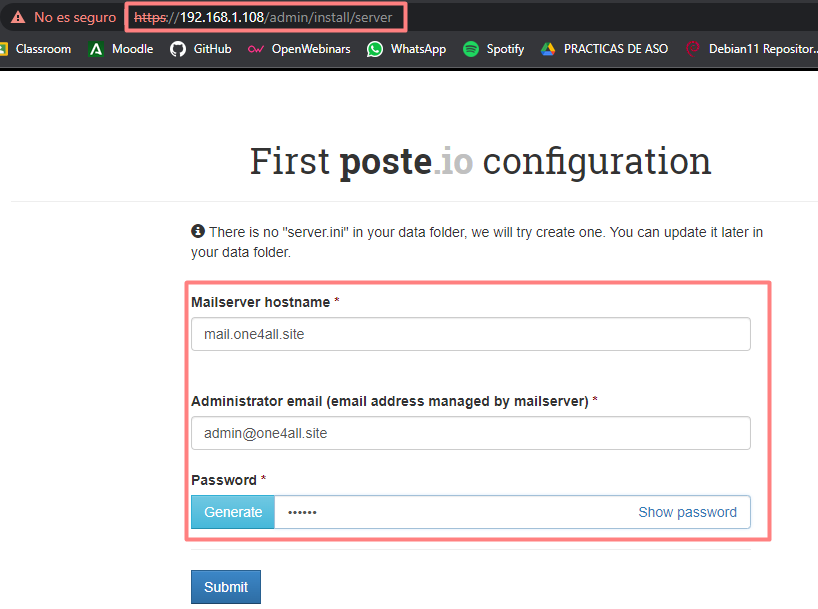 No es seguro https://192.168.1.108/admin/install/server
Classroom Moodle GitHub OpenWebinars WhatsApp Spotify PRACTICAS DE ASO Debian11 Repositor...
First poste.io configuration
There is no "server.ini" in your data folder, we will try create one. You can update it later in
your data folder.
Mailserver hostname *
mail.one4all.site
Administrator email (email address managed by mailserver) *
admin@one4all.site
Password *
Generate •••••• Show password
Submit